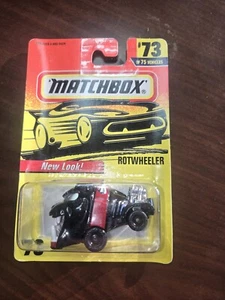 #73
OF 75 VEHICLES
MATCHBOX
ROTWHEELER
New Look!